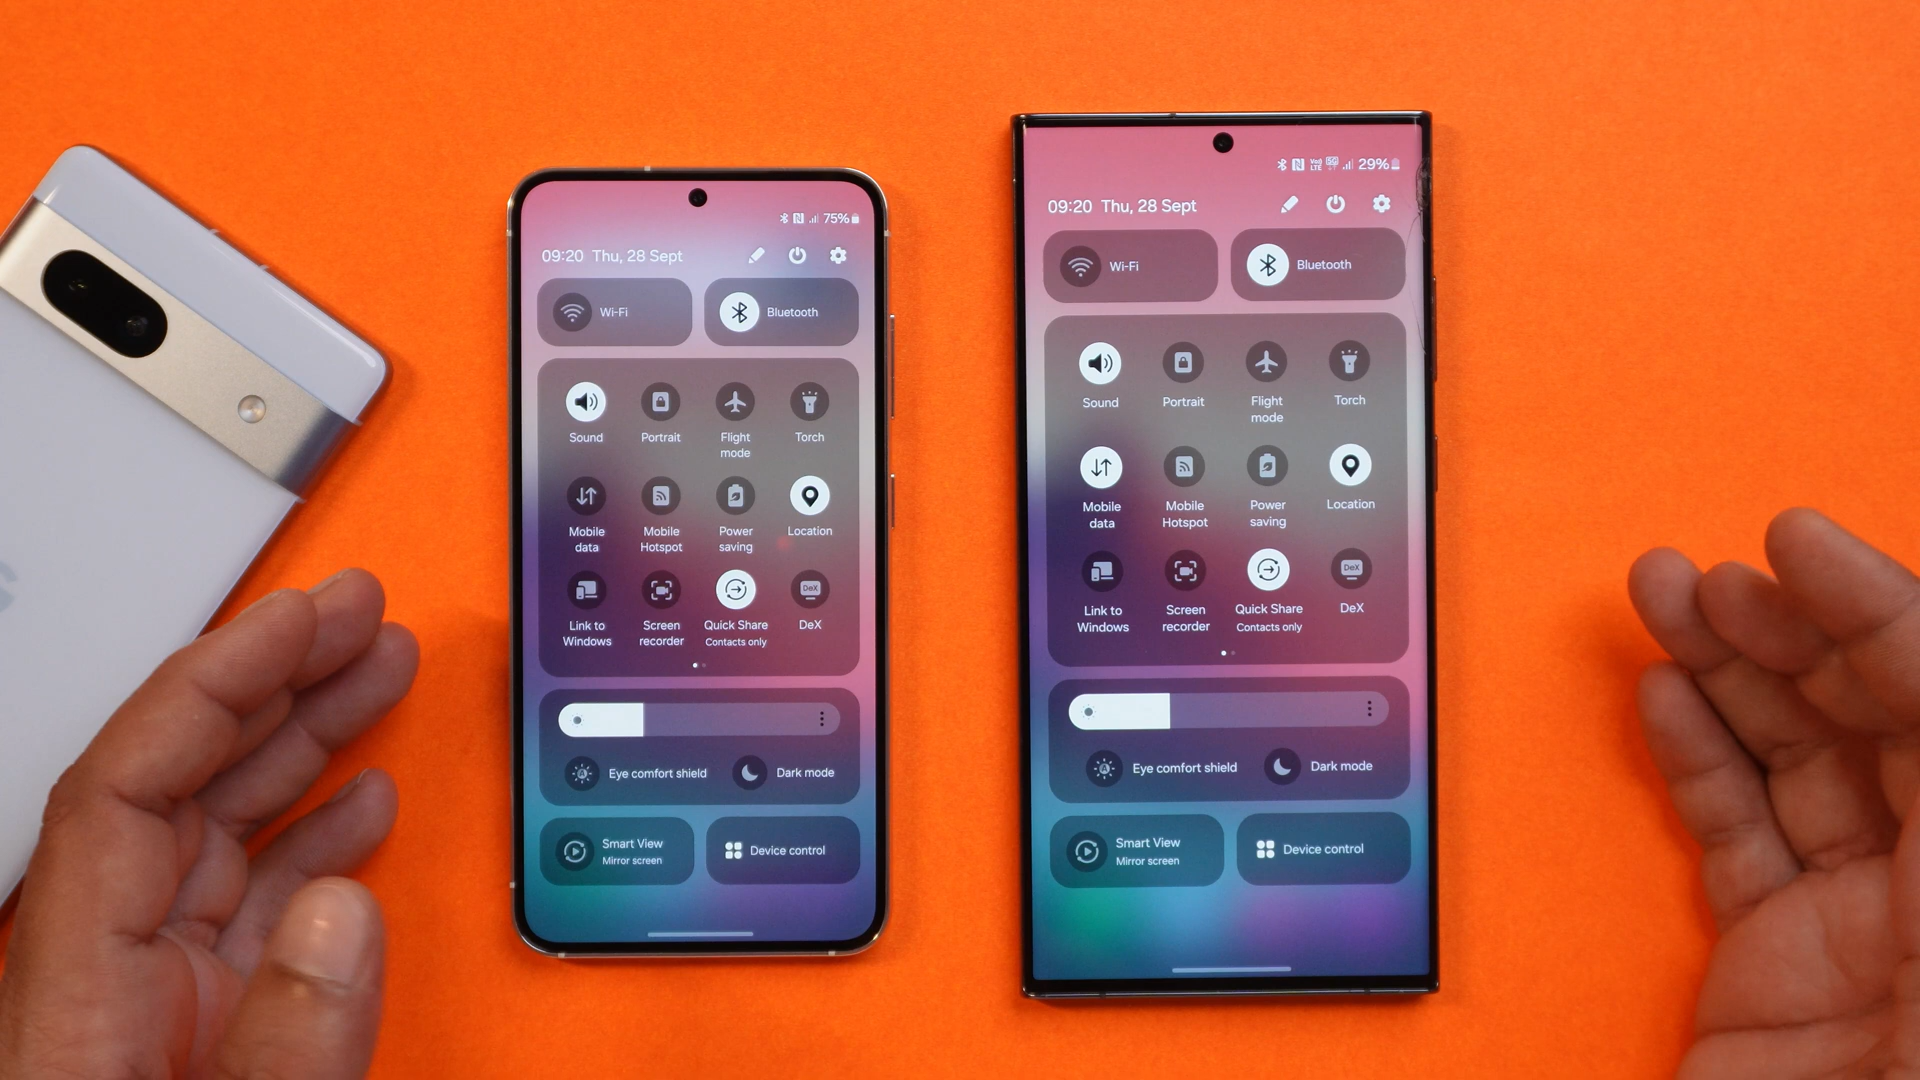 75%
09:20 Thu, 28 Sept
Wi-Fi
Bluetooth
Sound
Portrait
Flight
mode
Torch
Mobile
data
Mobile
Hotspot
Power
saving
Location
Link to
Windows
Screen
recorder
Quick Share
Contacts only
DeX
DeX
Eye comfort shield
Dark mode
Smart View
Mirror screen
Device control
29%
09:20 Thu, 28 Sept
Wi-Fi
Bluetooth
Sound
Portrait
Flight
mode
Torch
Mobile
data
Mobile
Hotspot
Power
saving
Location
Link to
Windows
Screen
recorder
Quick Share
Contacts only
DeX
DeX
Eye comfort shield
Dark mode
Smart View
Mirror screen
Device control